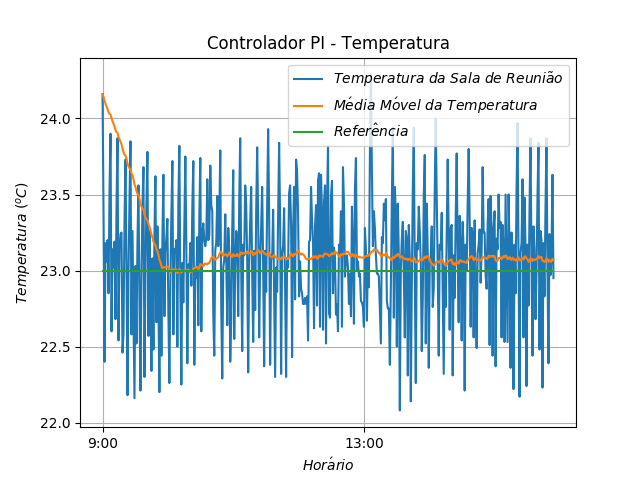 Controlador PI - Temperatura
Temperatura da Sala de Reunião
Média Móvel da Temperatura
Referência
Temperatura (ºC)
24.0
23.5
23.0
22.5
22.0
9:00
13:00
Horário